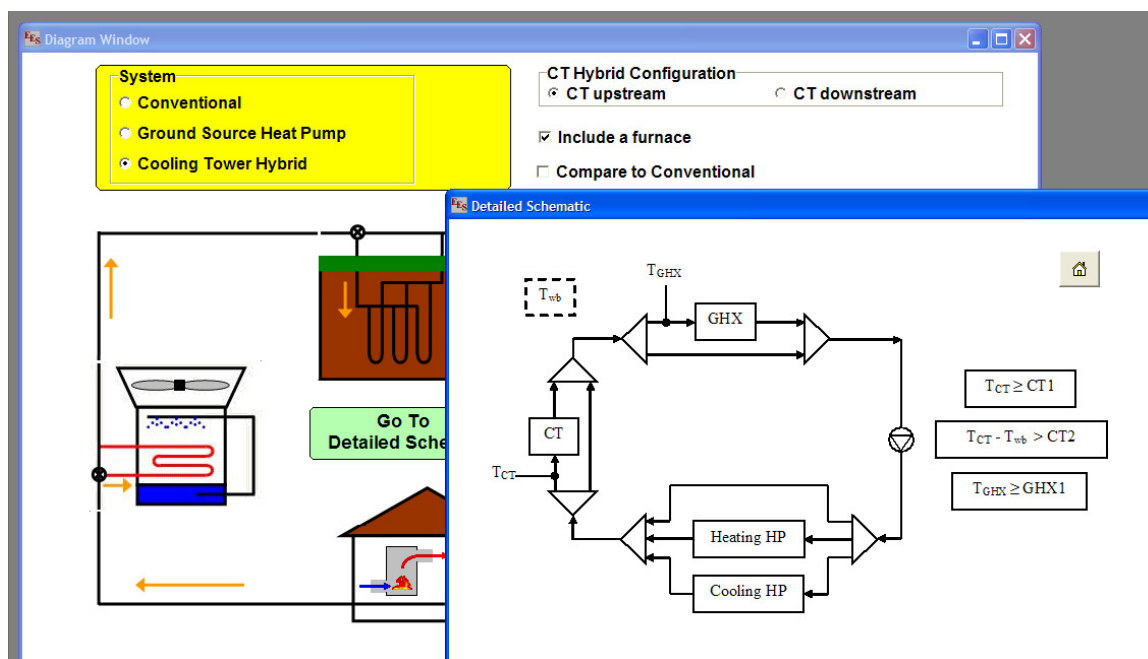 EES Diagram Window
System
Conventional
Ground Source Heat Pump
Cooling Tower Hybrid
CT Hybrid Configuration
CT upstream
CT downstream
Include a furnace
Compare to Conventional
Go To
Detailed Sche
EES Detailed Schematic
T_GHX
T_wb
GHX
CT
T_CT
T_CT ≥ CT1
T_CT - T_wb > CT2
T_GHX ≥ GHX1
Heating HP
Cooling HP